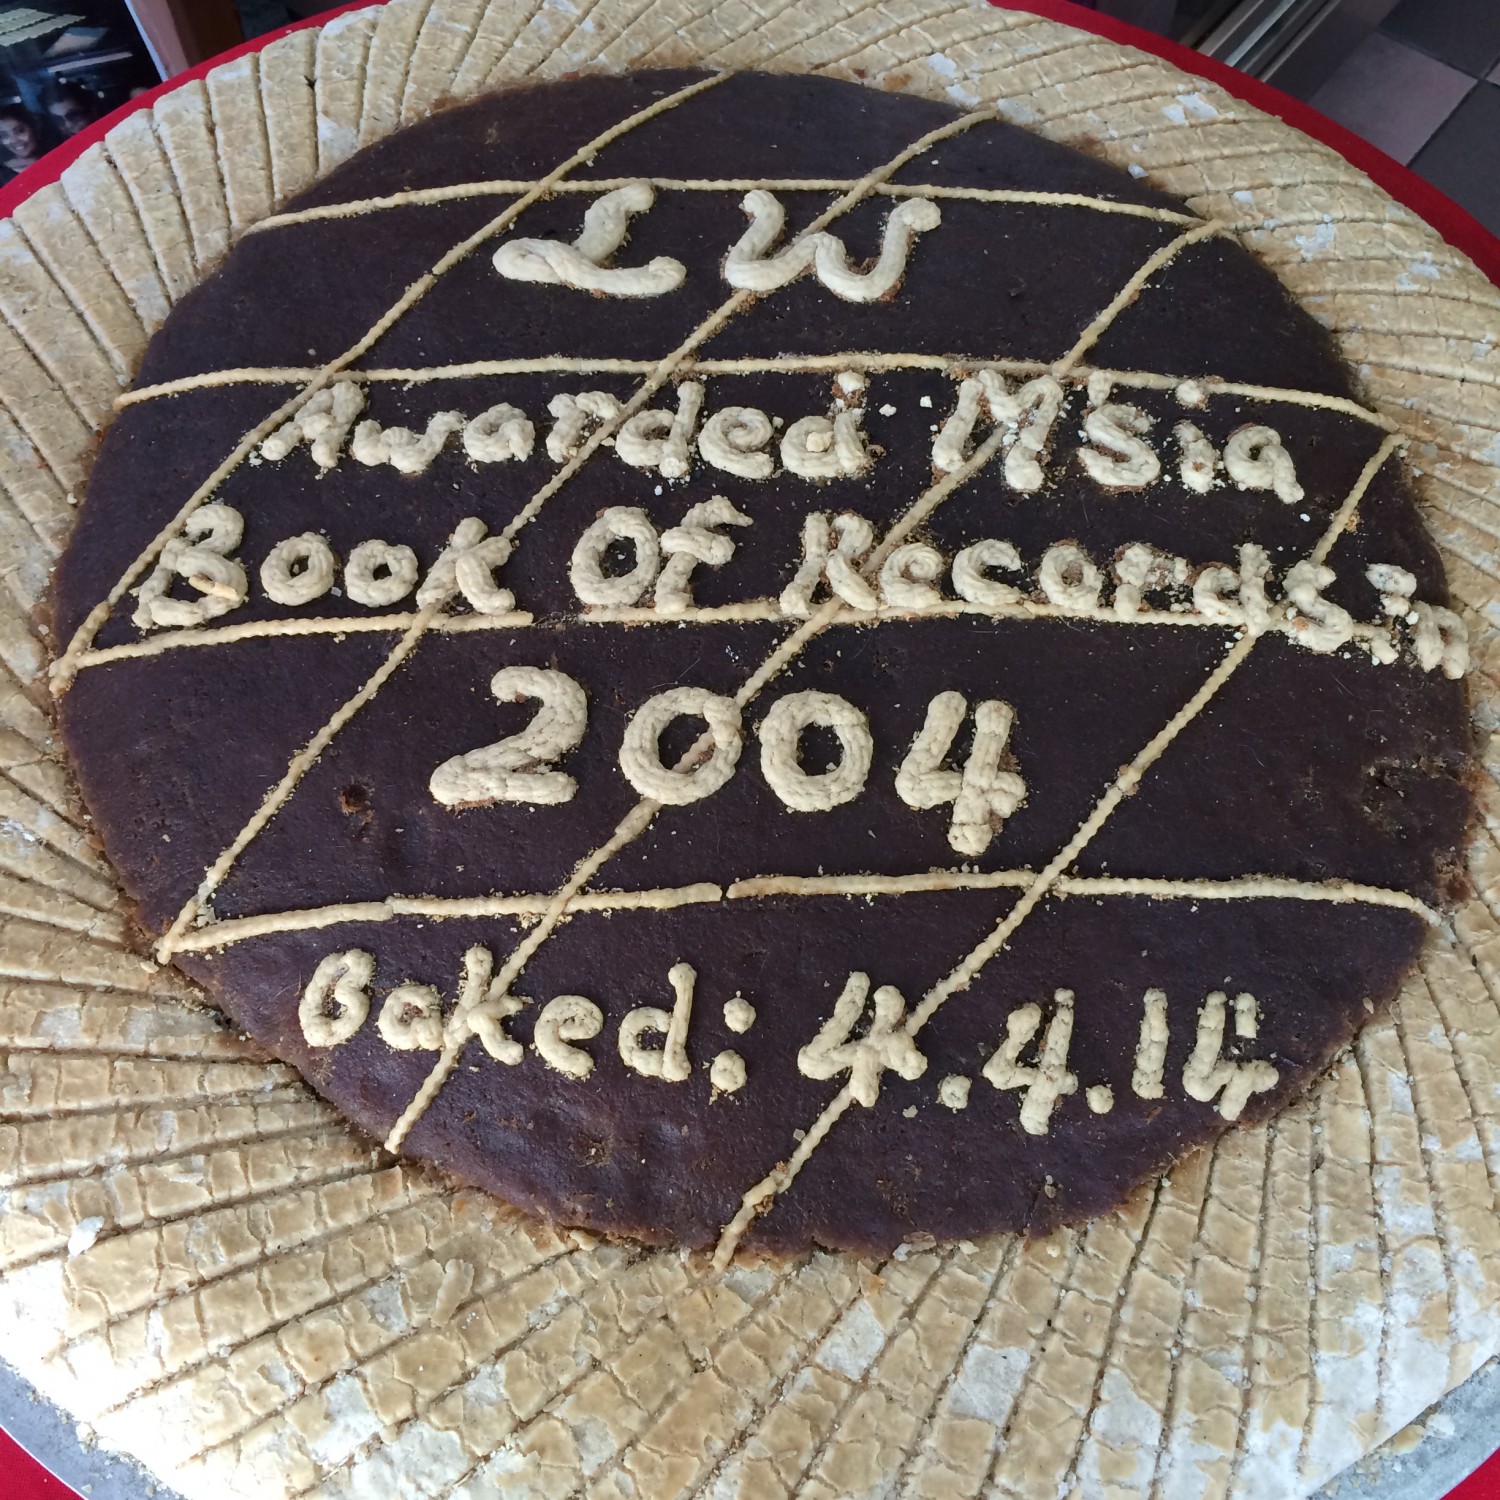 LW
Awarded M'Sia
Book Of Records in
2004
Baked: 4.4.14